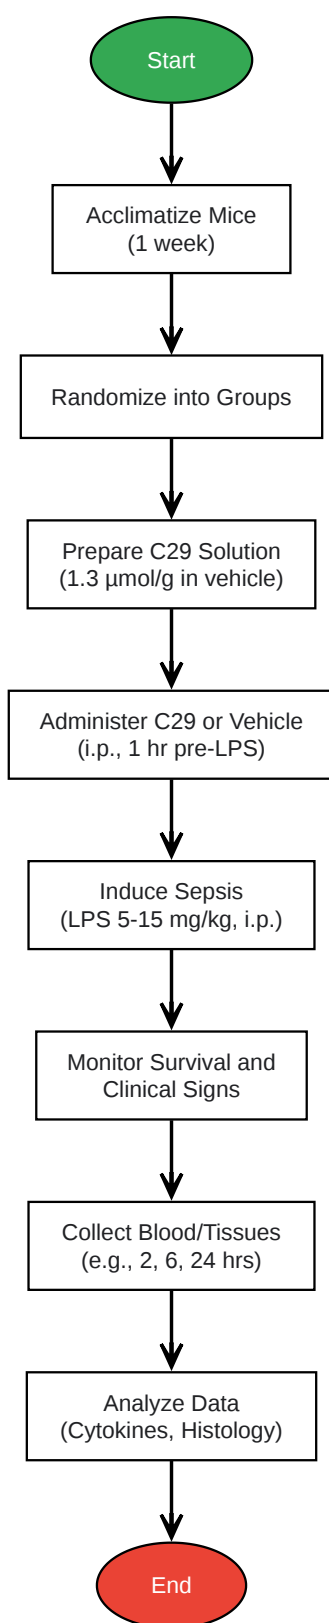 Start
Acclimatize Mice
(1 week)
Randomize into Groups
Prepare C29 Solution
(1.3 µmol/g in vehicle)
Administer C29 or Vehicle
(i.p., 1 hr pre-LPS)
Induce Sepsis
(LPS 5-15 mg/kg, i.p.)
Monitor Survival and
Clinical Signs
Collect Blood/Tissues
(e.g., 2, 6, 24 hrs)
Analyze Data
(Cytokines, Histology)
End